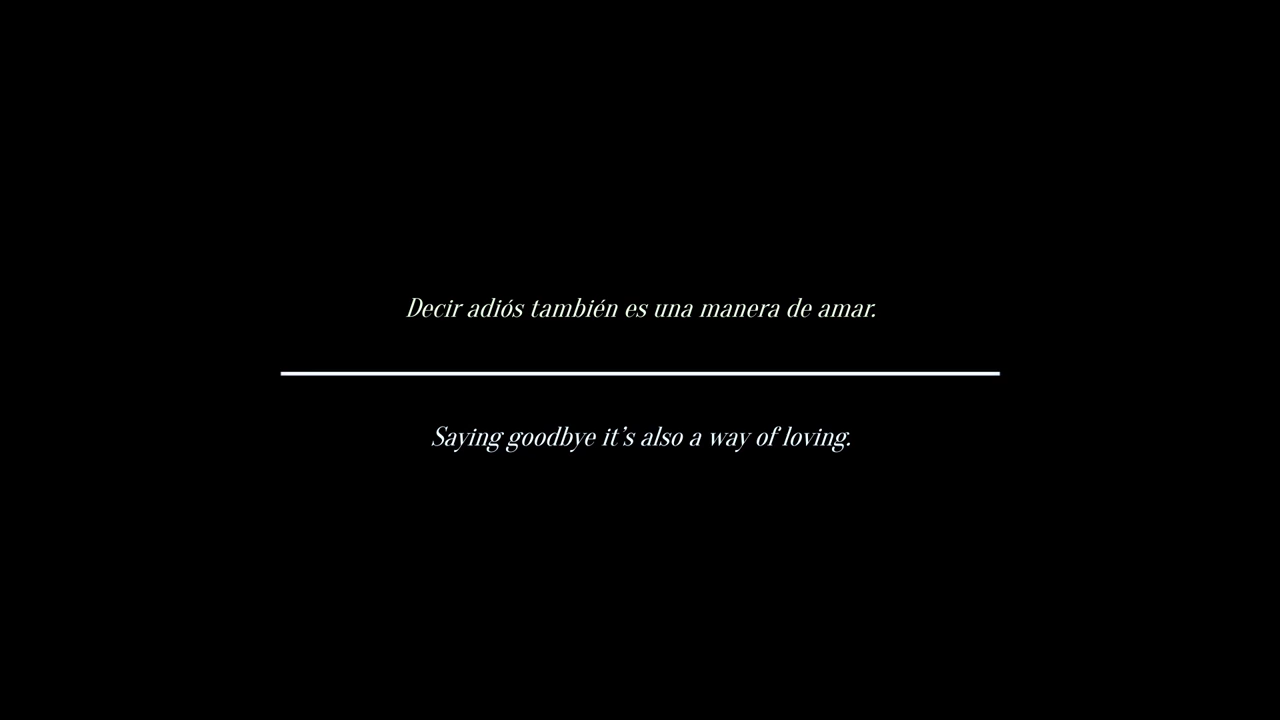 Decir adiós también es una manera de amar.
Saying goodbye it's also a way of loving.